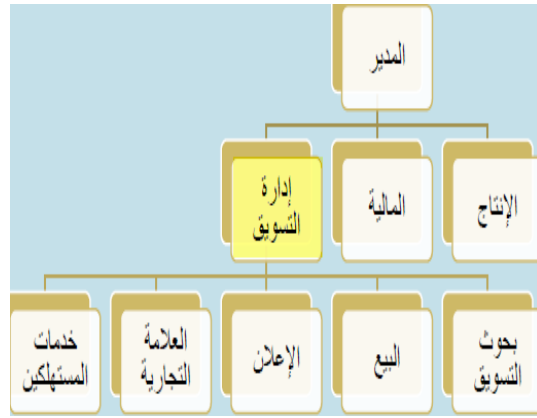 المدير
الإنتاج
المالية
إدارة
التسويق
بحوث
التسويق
البيع
الإعلان
العلامة
التجارية
خدمات
المستهلكين